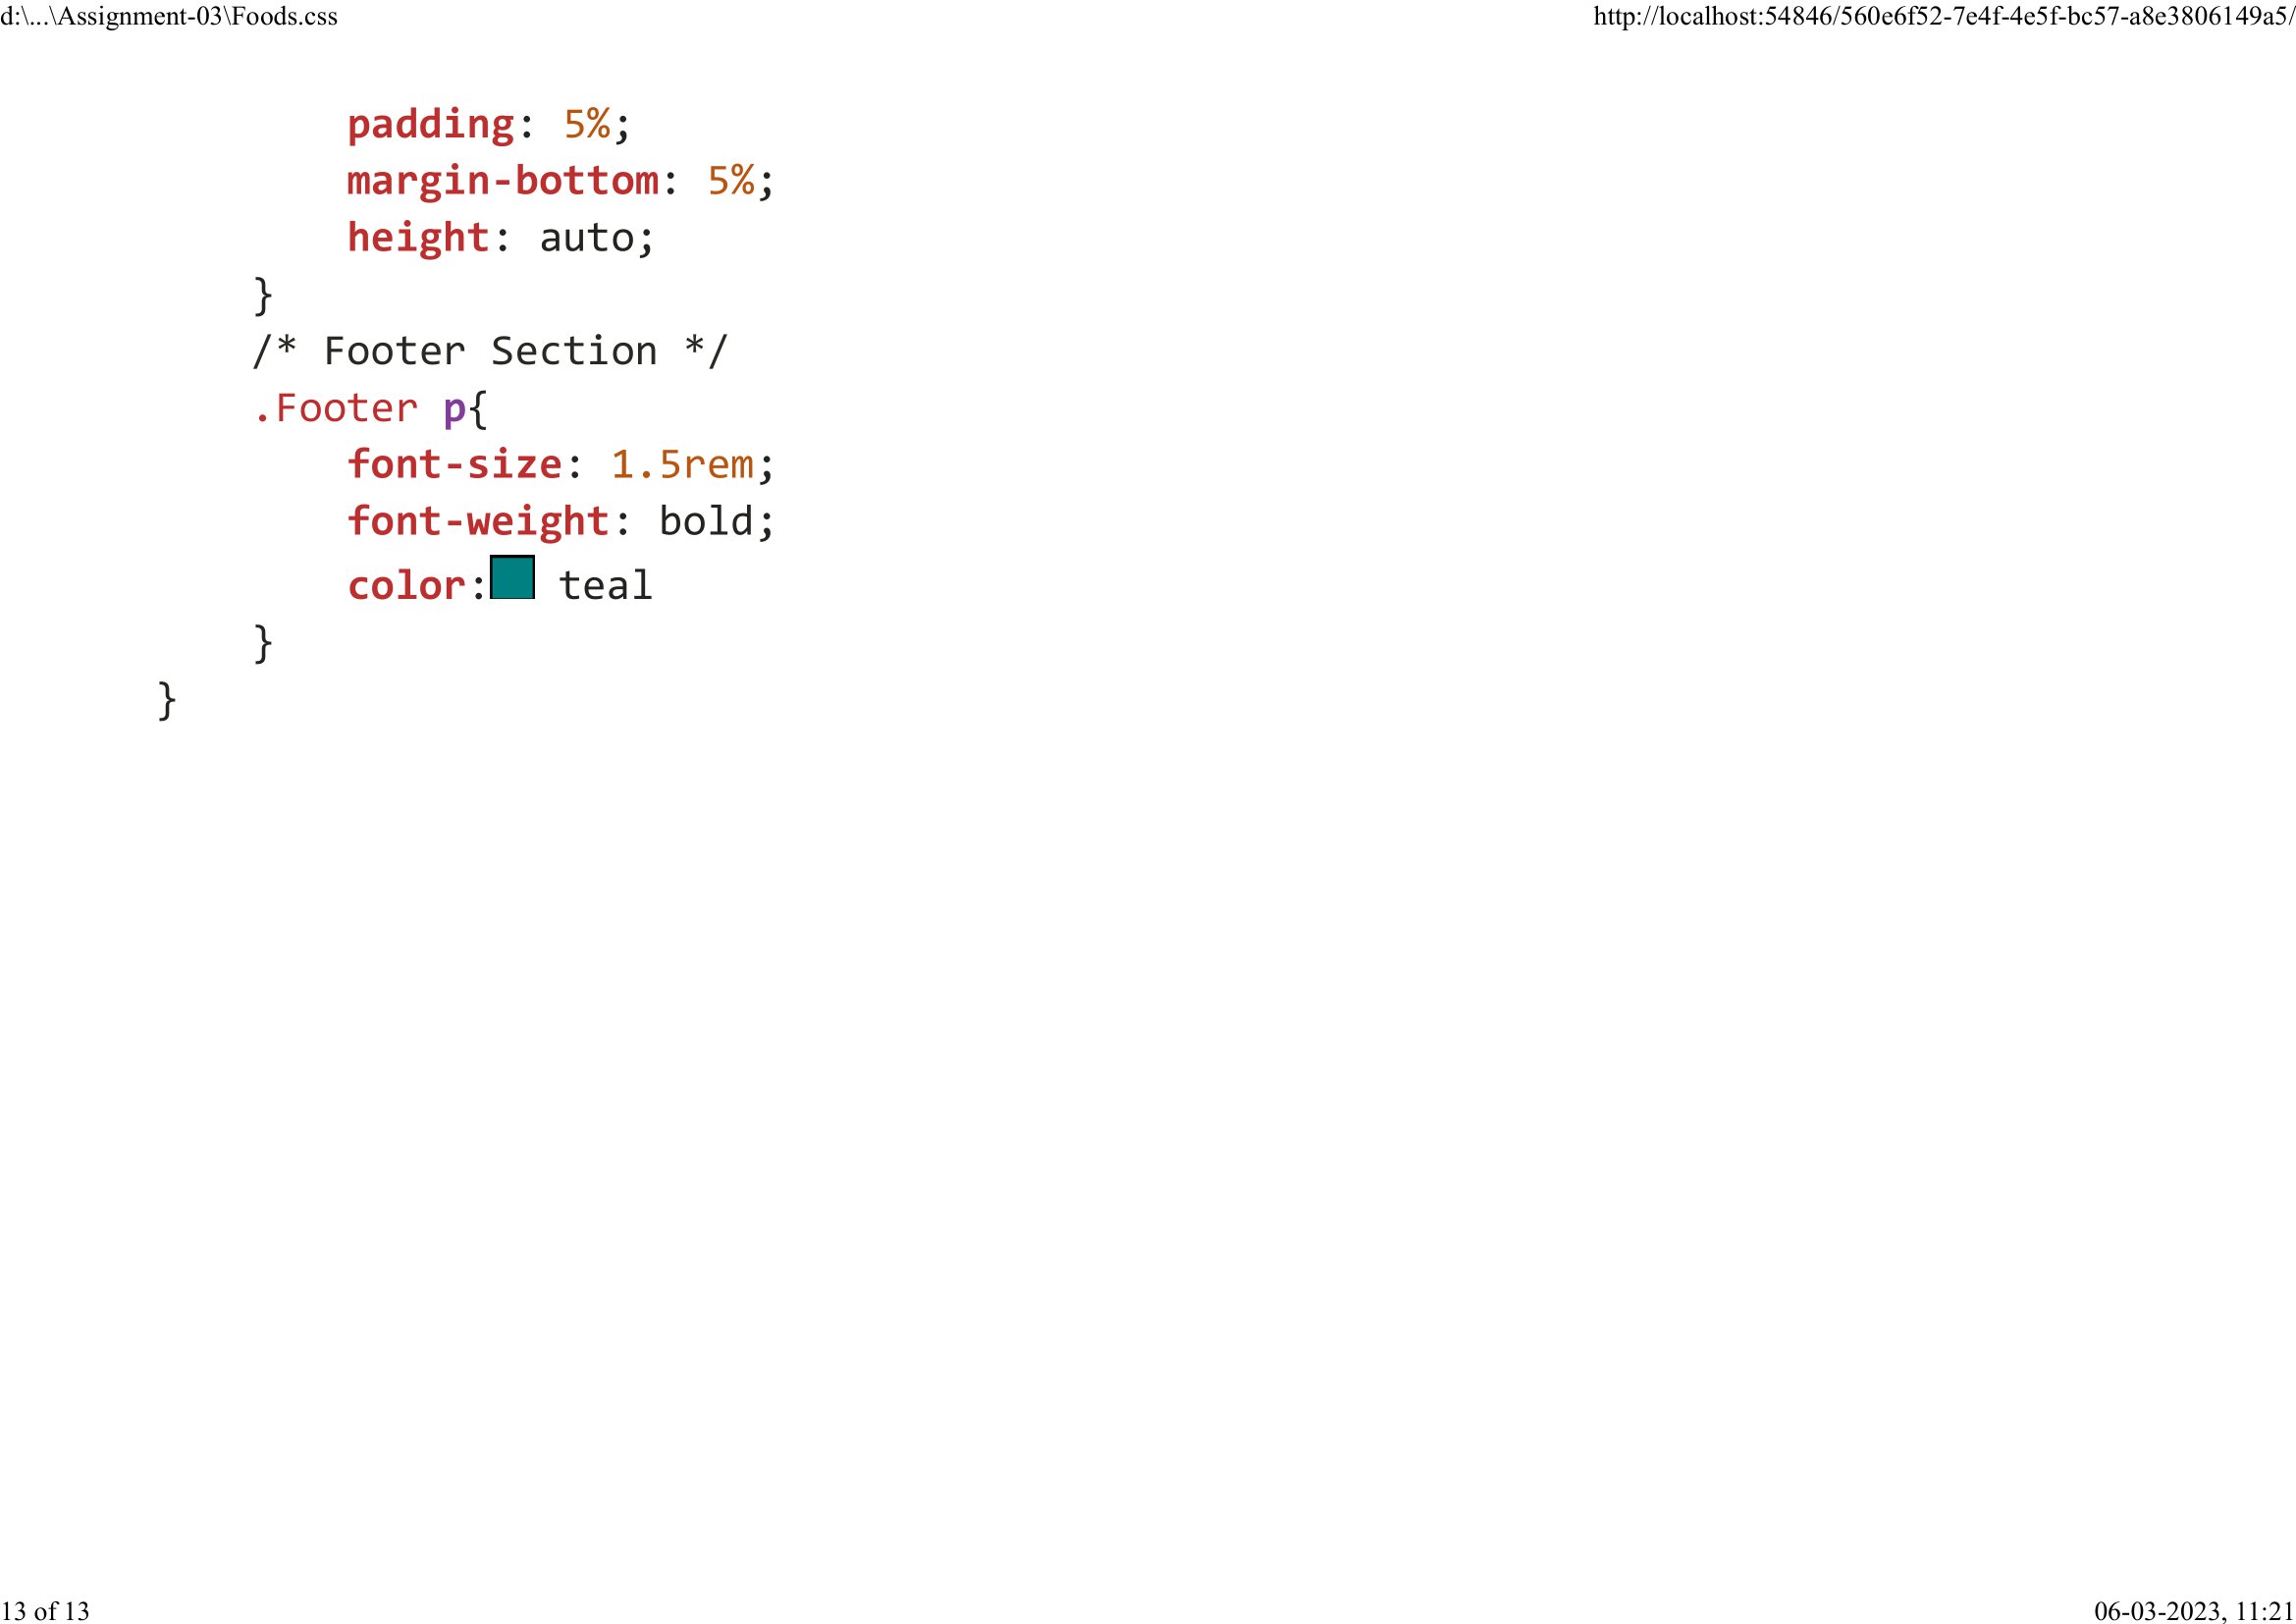 d:\...\Assignment-03\Foods.css
http://localhost:54846/560e6f52-7e4f-4e5f-bc57-a8e3806149a5/
padding: 5%;
margin-bottom: 5%;
height: auto;
}
/* Footer Section */
.Footer p{
font-size: 1.5rem;
font-weight: bold;
color: teal
}
}
13 of 13
06-03-2023, 11:21